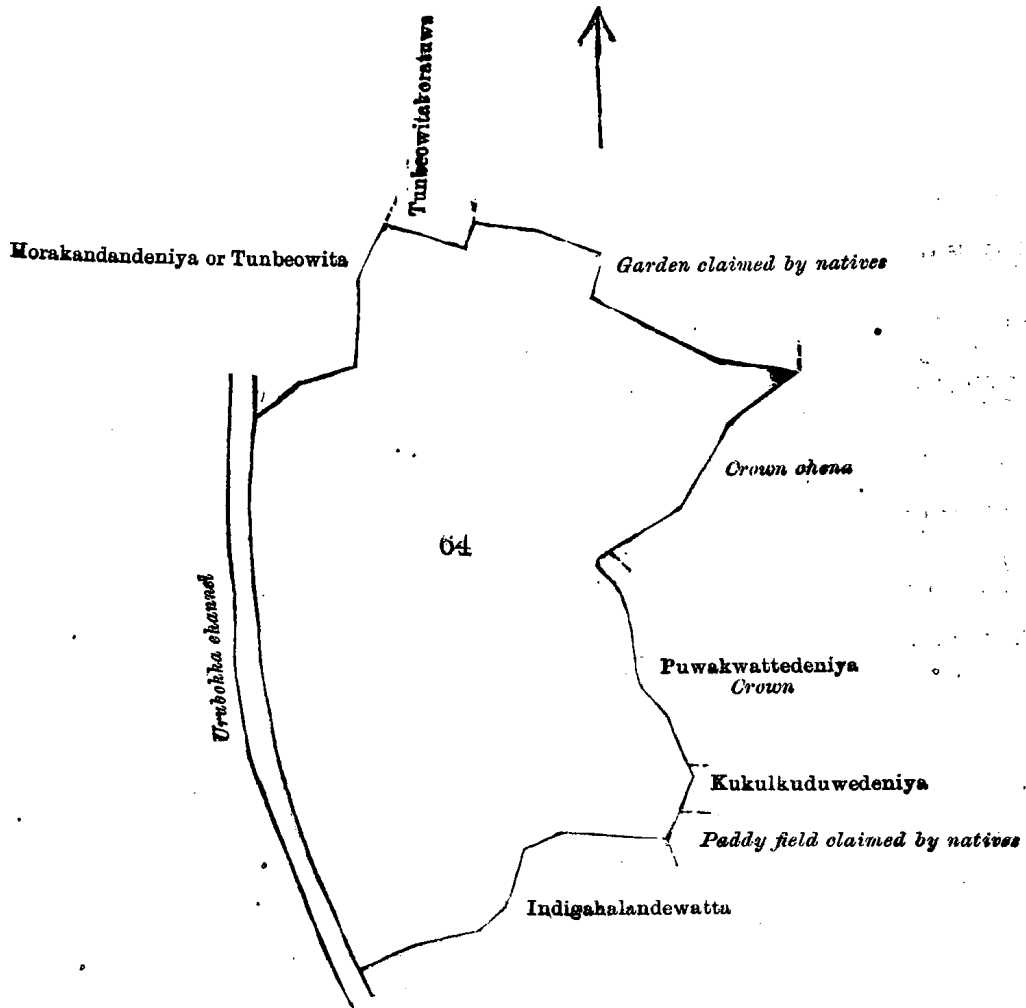 Tunbeowitakoratuwa
Horakandandeniya or Tunbeowita
Garden claimed by natives
Crown chena
64
Urubokka channel
Puwakwattedeniya
Crown
Kukulkuduwedeniya
Paddy field claimed by natives
Indigahalandewatta